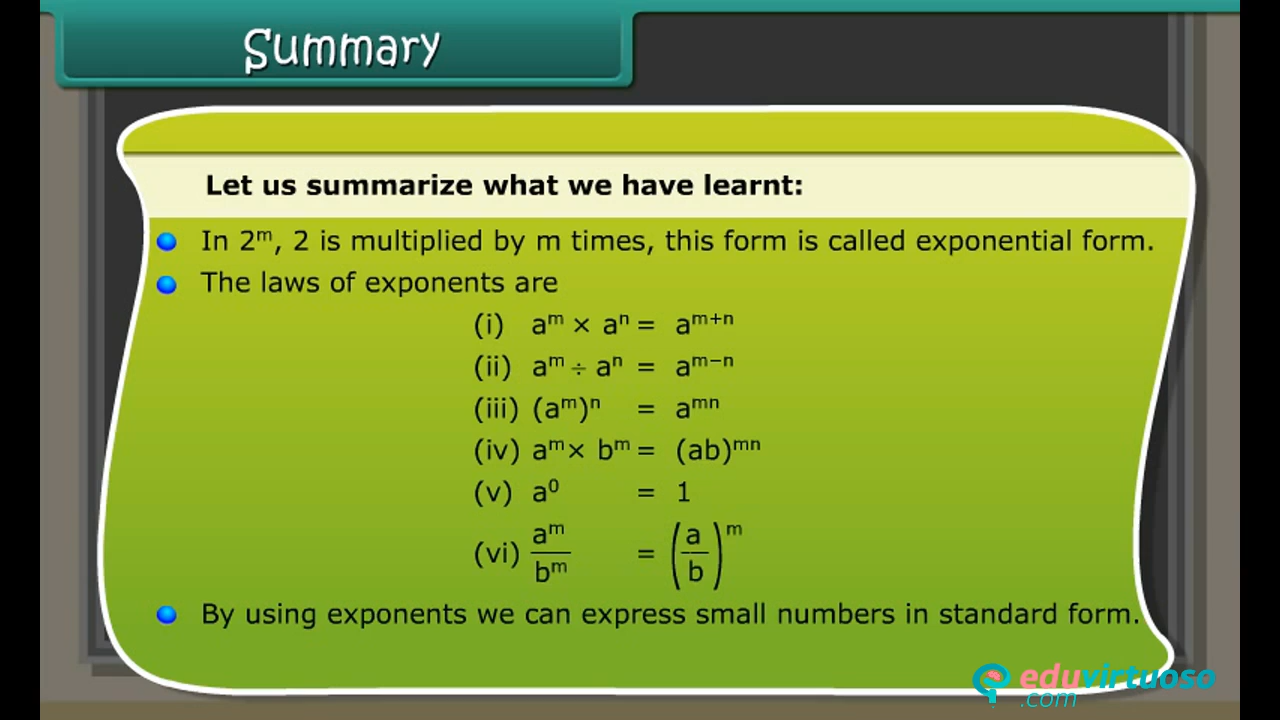 Summary
Let us summarize what we have learnt:
In 2ᵐ, 2 is multiplied by m times, this form is called exponential form.
The laws of exponents are
(i) aᵐ × aⁿ = aᵐ⁺ⁿ
(ii) aᵐ ÷ aⁿ = aᵐ⁻ⁿ
(iii) (aᵐ)ⁿ = aᵐⁿ
(iv) aᵐ × bᵐ = (ab)ᵐⁿ
(v) a⁰ = 1
(vi) aᵐ/bᵐ = (a/b)ᵐ
By using exponents we can express small numbers in standard form.
eduvirtuoso
.com